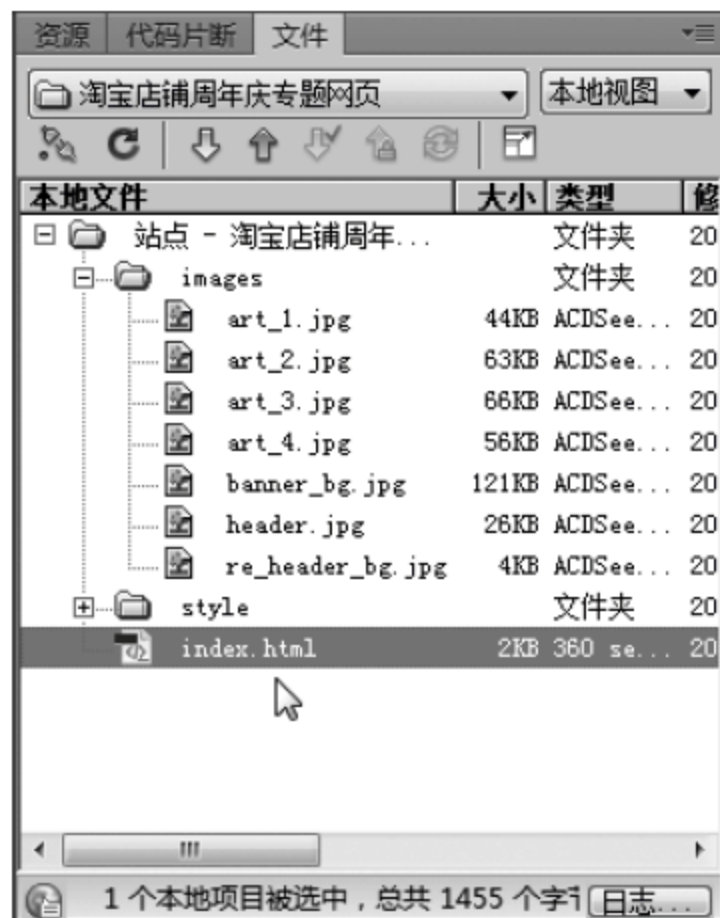 资源 代码片断 文件
淘宝店铺周年庆专题网页 本地视图
本地文件 大小 类型 修
站点 - 淘宝店铺周年... 文件夹 20
images 文件夹 20
art_1.jpg 44KB ACDSee... 20
art_2.jpg 63KB ACDSee... 20
art_3.jpg 66KB ACDSee... 20
art_4.jpg 56KB ACDSee... 20
banner_bg.jpg 121KB ACDSee... 20
header.jpg 26KB ACDSee... 20
re_header_bg.jpg 4KB ACDSee... 20
style 文件夹 20
index.html 2KB 360 se... 20
1 个本地项目被选中，总共 1455 个字 日志...